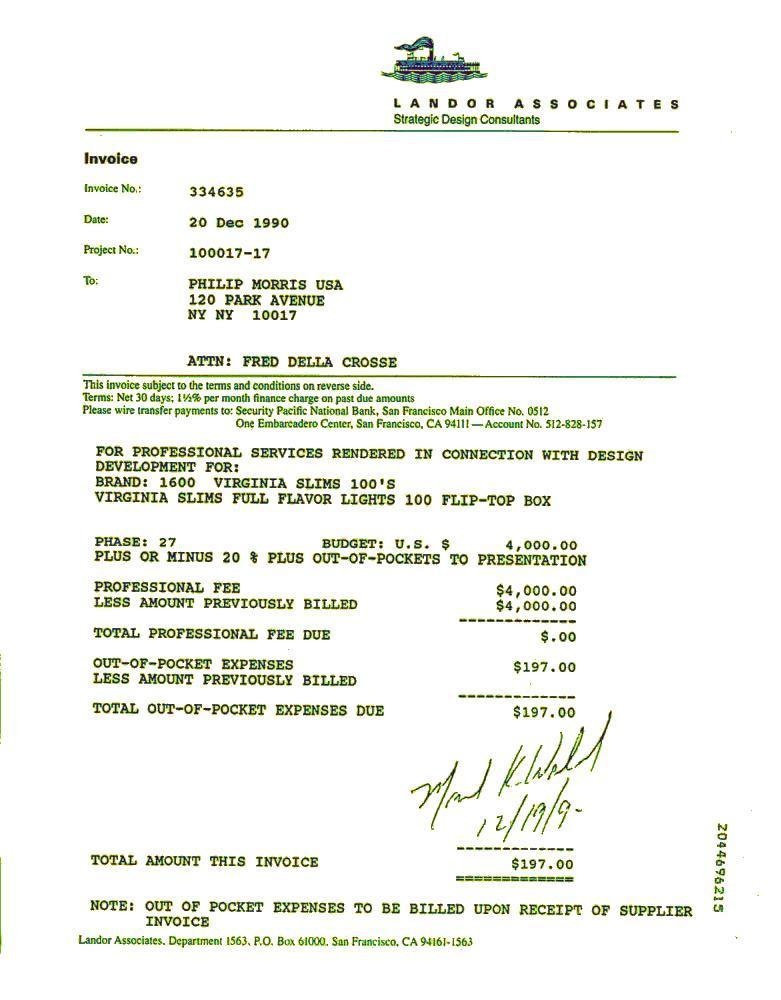 LANDOR ASSOCIATES
Strategic Design Consultants
Invoice
Invoice No.: 334635
Date: 20 Dec 1990
Project No.: 100017-17
To: PHILIP MORRIS USA
120 PARK AVENUE
NY NY 10017
ATTN: FRED DELLA CROSSE
This invoice subject to the terms and conditions on reverse side.
Terms: Net 30 days; 1½% per month finance charge on past due amounts
Please wire transfer payments to: Security Pacific National Bank, San Francisco Main Office No. 0512
One Embarcadero Center, San Francisco, CA 94111 — Account No. 512-828-157
FOR PROFESSIONAL SERVICES RENDERED IN CONNECTION WITH DESIGN
DEVELOPMENT FOR:
BRAND: 1600 VIRGINIA SLIMS 100'S
VIRGINIA SLIMS FULL FLAVOR LIGHTS 100 FLIP-TOP BOX
PHASE: 27 BUDGET: U.S. $ 4,000.00
PLUS OR MINUS 20 % PLUS OUT-OF-POCKETS TO PRESENTATION
PROFESSIONAL FEE $4,000.00
LESS AMOUNT PREVIOUSLY BILLED $4,000.00
TOTAL PROFESSIONAL FEE DUE $.00
OUT-OF-POCKET EXPENSES $197.00
LESS AMOUNT PREVIOUSLY BILLED
TOTAL OUT-OF-POCKET EXPENSES DUE $197.00
12/19/9-
TOTAL AMOUNT THIS INVOICE $197.00
NOTE: OUT OF POCKET EXPENSES TO BE BILLED UPON RECEIPT OF SUPPLIER
INVOICE
Landor Associates, Department 1563, P.O. Box 61000, San Francisco, CA 94161-1563
2044696215